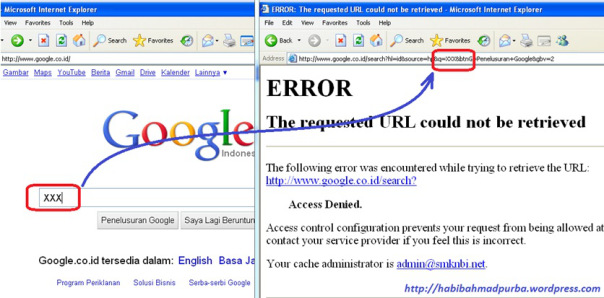 Microsoft Internet Explorer
View Favorites Tools Help
Search Favorites
http://www.google.co.id/
Gambar Maps YouTube Berita Gmail Drive Kalender Lainnya
Google
Indones
XXX
Penelusuran Google Saya Lagi Beruntun
Google.co.id tersedia dalam: English Basa Ja
Program Periklanan Solusi Bisnis Serba-serbi Google
ERROR: The requested URL could not be retrieved - Microsoft Internet Explorer
File Edit View Favorites Tools Help
Back Search Favorites
Address http://www.google.co.id/search?hl=id&source=hp&q=XXX&btnG=Penelusuran+Google&gbv=2
ERROR
The requested URL could not be retrieved
The following error was encountered while trying to retrieve the URL:
http://www.google.co.id/search?
Access Denied.
Access control configuration prevents your request from being allowed at
contact your service provider if you feel this is incorrect.
Your cache administrator is admin@smknbi.net.
http://habibahmadpurba.wordpress.com